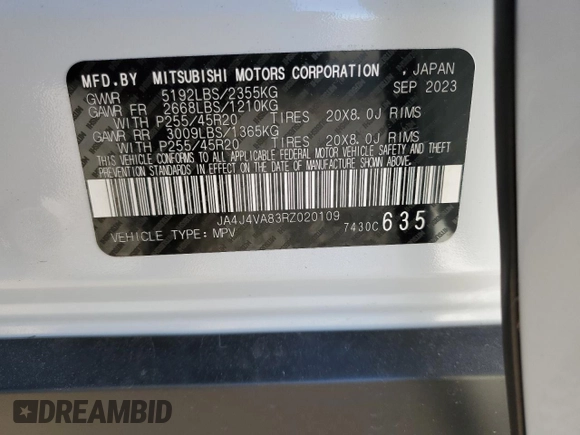 MFD.BY MITSUBISHI MOTORS CORPORATION , JAPAN
GVWR 5192LBS/2355KG SEP 2023
GAWR FR 2668LBS/1210KG
WITH P255/45R20 TIRES 20X8.0J RIMS
GAWR RR 3009LBS/1365KG
WITH P255/45R20 TIRES 20X8.0J RIMS
THIS VEHICLE CONFORMS TO ALL APPLICABLE FEDERAL MOTOR VEHICLE SAFETY AND THEFT
PREVENTION STANDARDS IN EFFECT ON THE DATE OF MANUFACTURE SHOWN ABOVE.
JA4J4VA83RZ020109
VEHICLE TYPE: MPV 7430C 635
DREAMBID